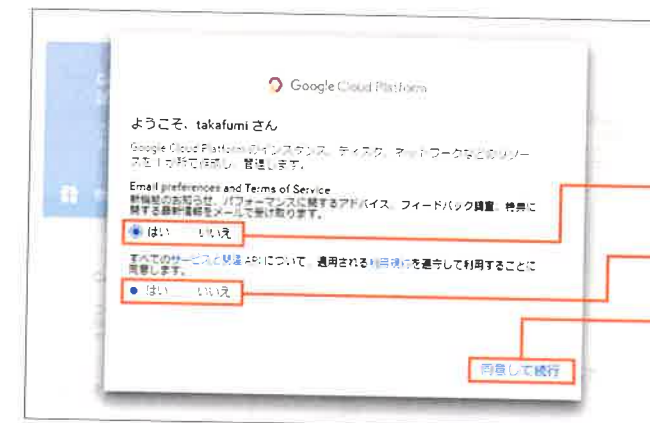 Google Cloud Platform
ようこそ、takafumi さん
Google Cloud Platform のインスタンス、ディスク、ネットワークなどのリソー
スを 1 か所で作成し、管理します。
Email preferences and Terms of Service
新機能のお知らせ、パフォーマンスに関するアドバイス、フィードバック調査、特典に
関する最新情報をメールで受け取ります。
はい いいえ
すべてのサービスと関連 API について、適用される利用規約を遵守して利用することに
同意します。
はい いいえ
同意して続行